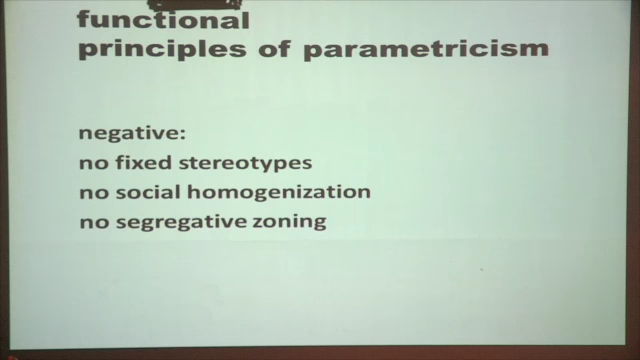 functional
principles of parametricism
negative:
no fixed stereotypes
no social homogenization
no segregative zoning